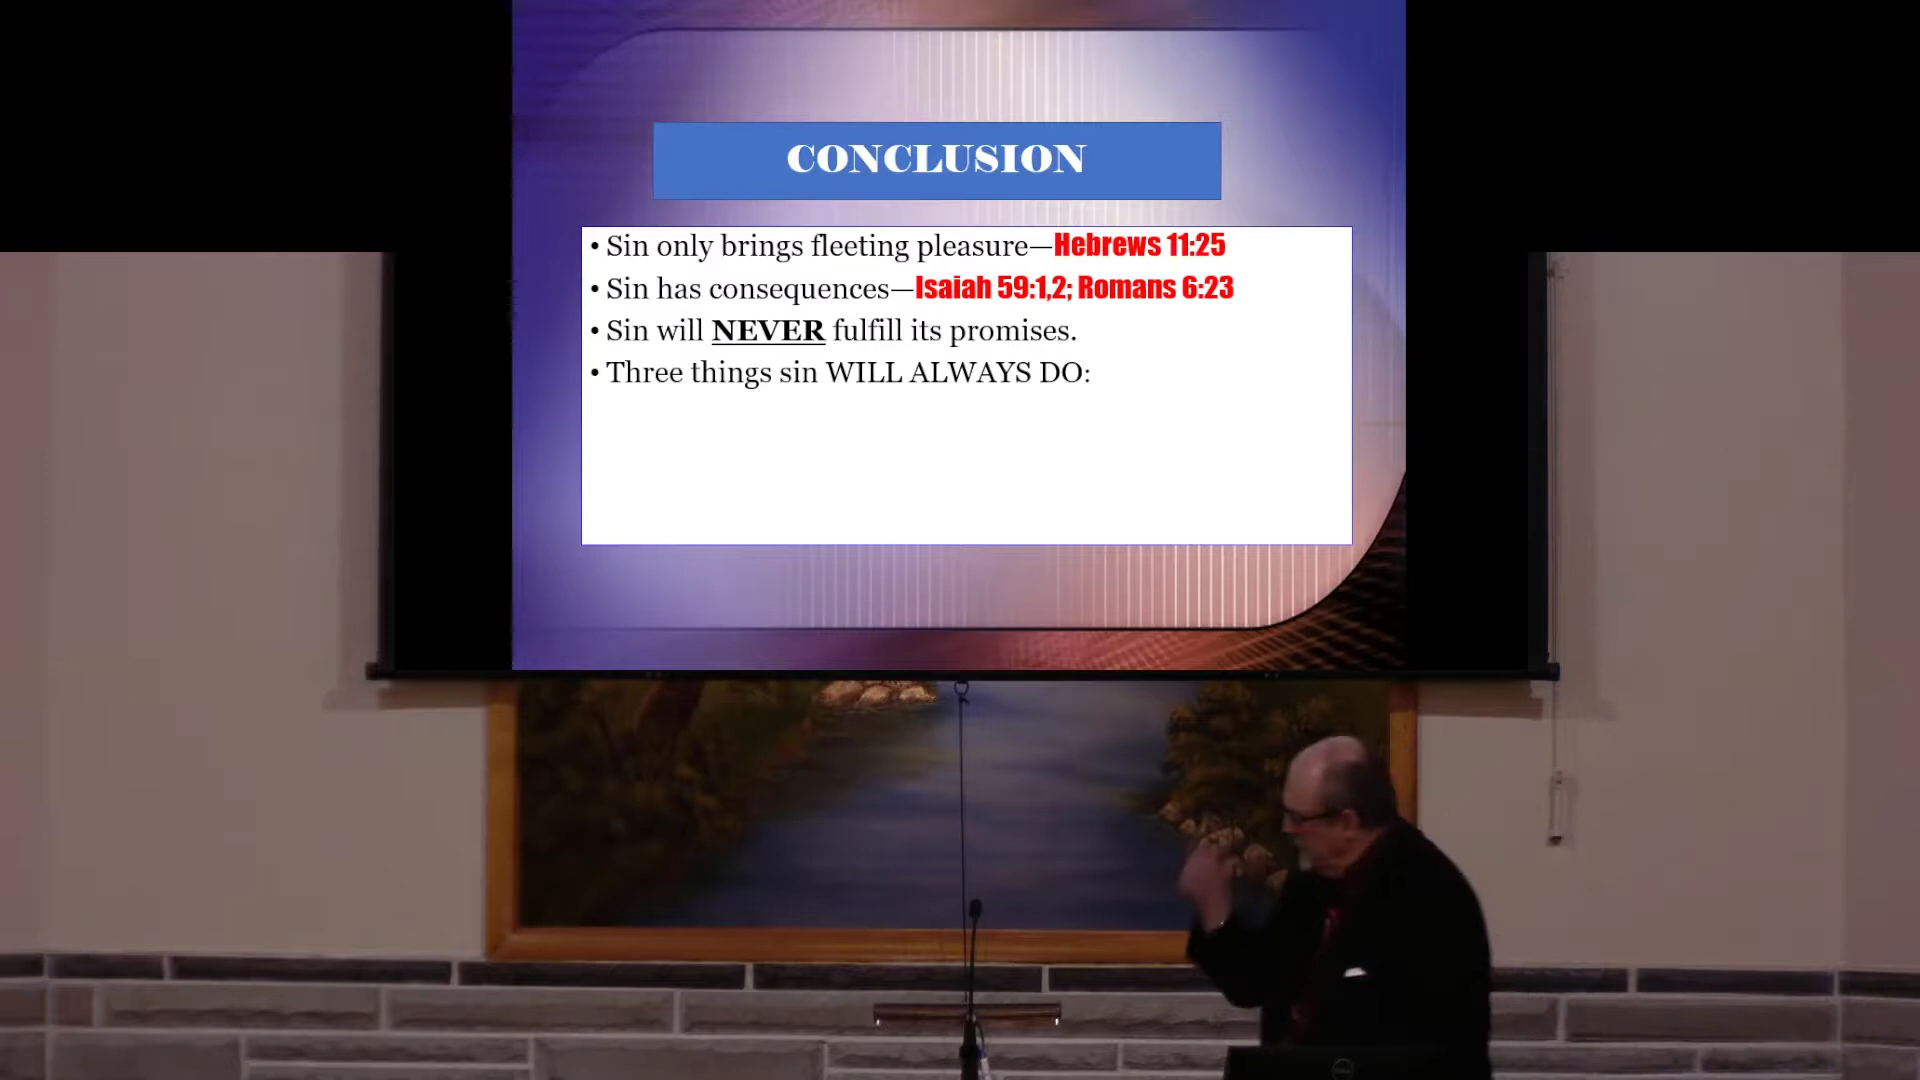 CONCLUSION
• Sin only brings fleeting pleasure—Hebrews 11:25
• Sin has consequences—Isaiah 59:1,2; Romans 6:23
• Sin will NEVER fulfill its promises.
• Three things sin WILL ALWAYS DO: